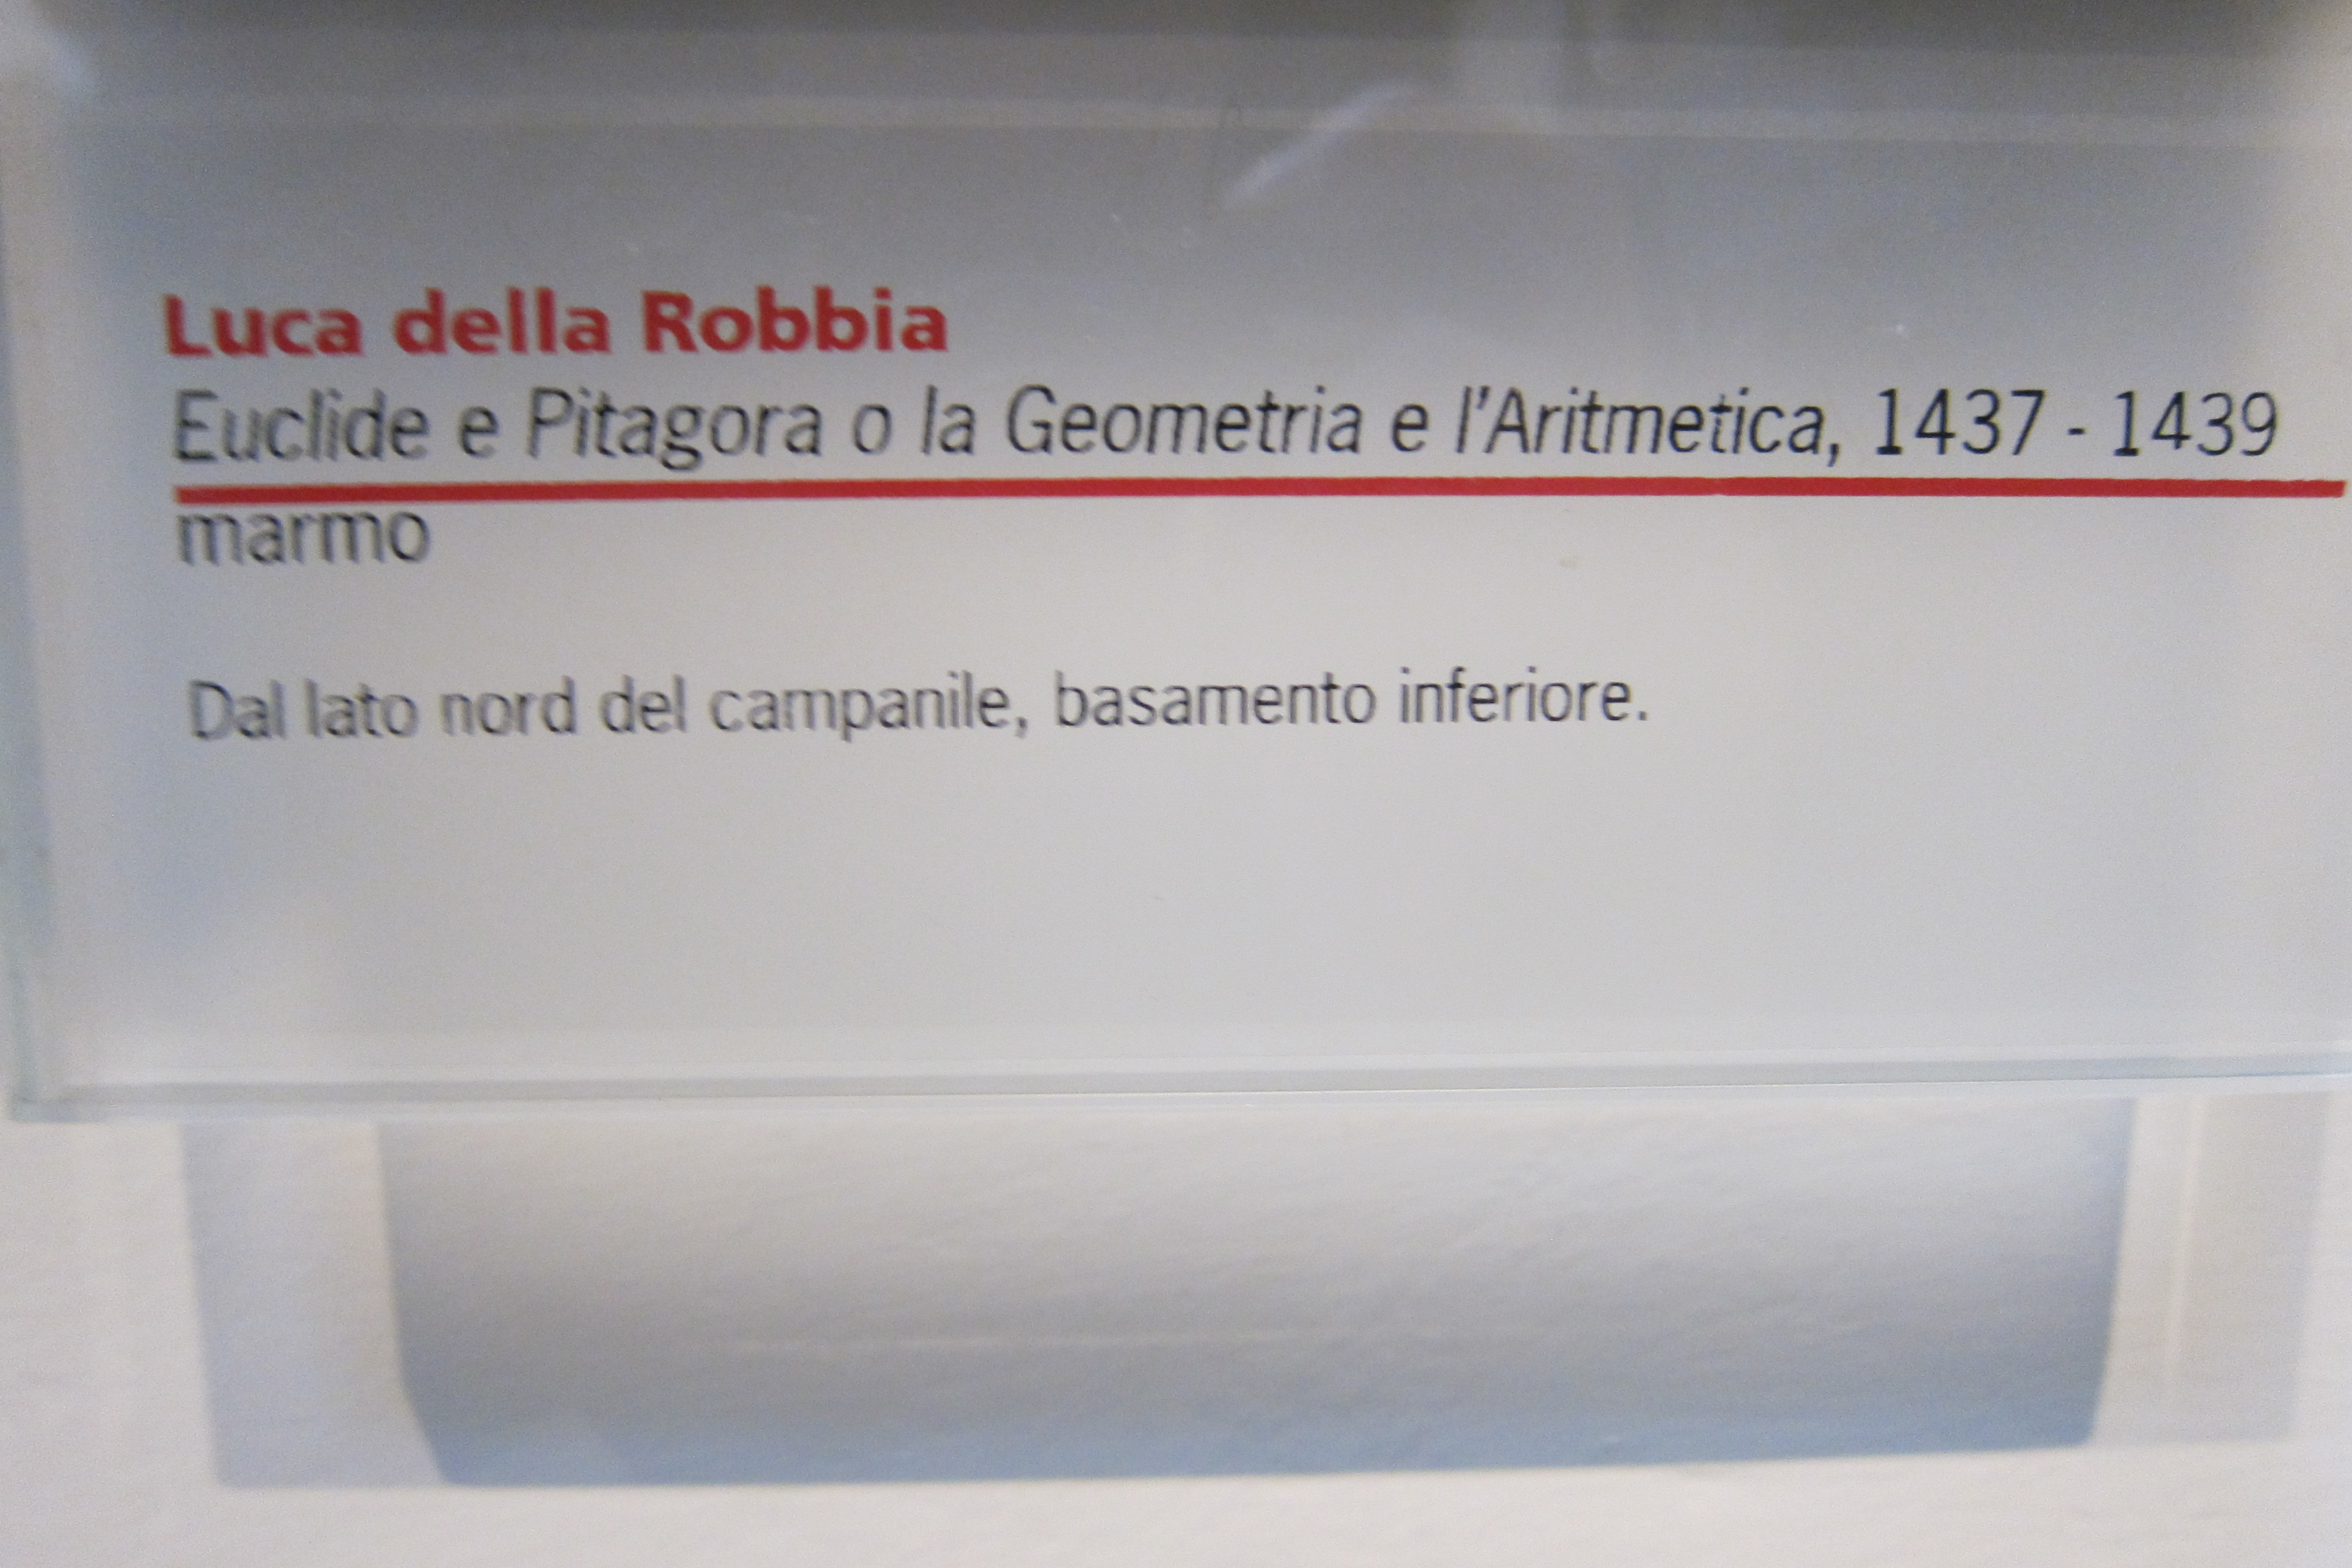 Luca della Robbia
Euclide e Pitagora o la Geometria e l'Aritmetica, 1437 - 1439
marmo
Dal lato nord del campanile, basamento inferiore.